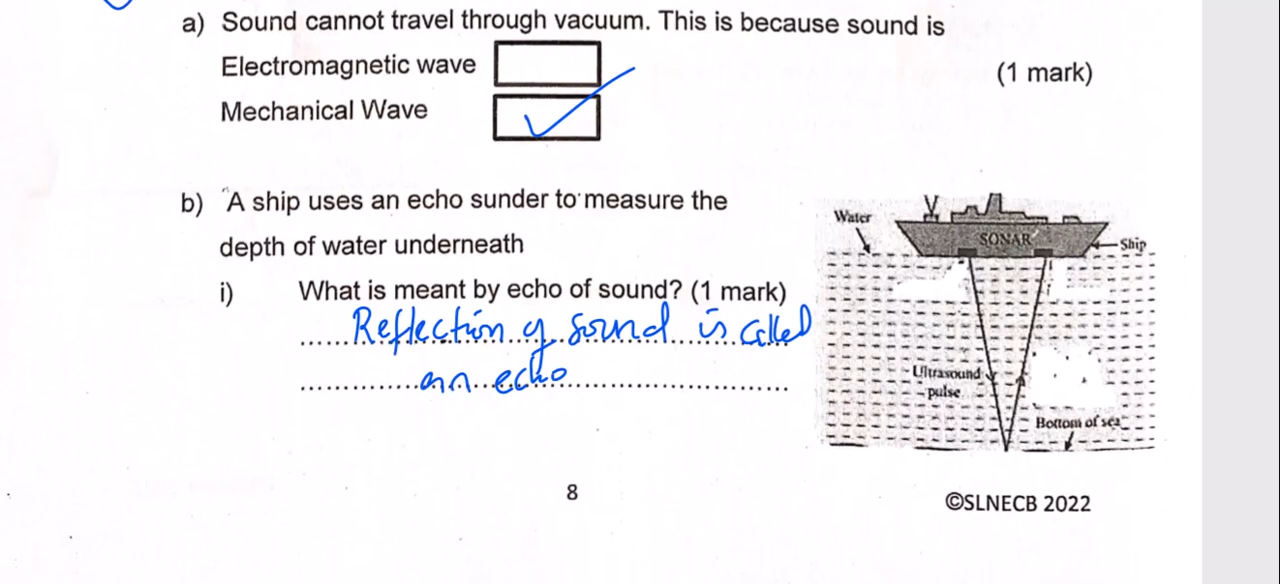 a) Sound cannot travel through vacuum. This is because sound is
Electromagnetic wave
(1 mark)
Mechanical Wave
b) "A ship uses an echo sunder to measure the
depth of water underneath
i) What is meant by echo of sound? (1 mark)
Reflection of sound is called
an echo
Water
SONAR
Ship
Ultrasound
pulse
Bottom of sea
8
©SLNECB 2022